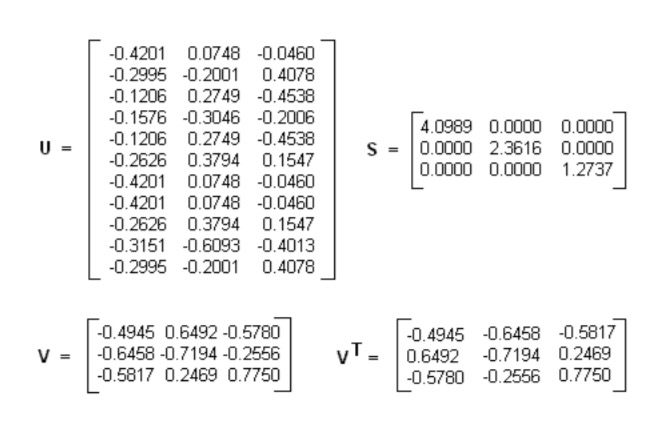 -0.4201 0.0748 -0.0460
-0.2995 -0.2001 0.4078
-0.1206 0.2749 -0.4538
-0.1576 -0.3046 -0.2006
U = -0.1206 0.2749 -0.4538
-0.2626 0.3794 0.1547
-0.4201 0.0748 -0.0460
-0.4201 0.0748 -0.0460
-0.2626 0.3794 0.1547
-0.3151 -0.6093 -0.4013
-0.2995 -0.2001 0.4078
4.0989 0.0000 0.0000
S = 0.0000 2.3616 0.0000
0.0000 0.0000 1.2737
-0.4945 0.6492 -0.5780
V = -0.6458 -0.7194 -0.2556
-0.5817 0.2469 0.7750
-0.4945 -0.6458 -0.5817
VT = 0.6492 -0.7194 0.2469
-0.5780 -0.2556 0.7750